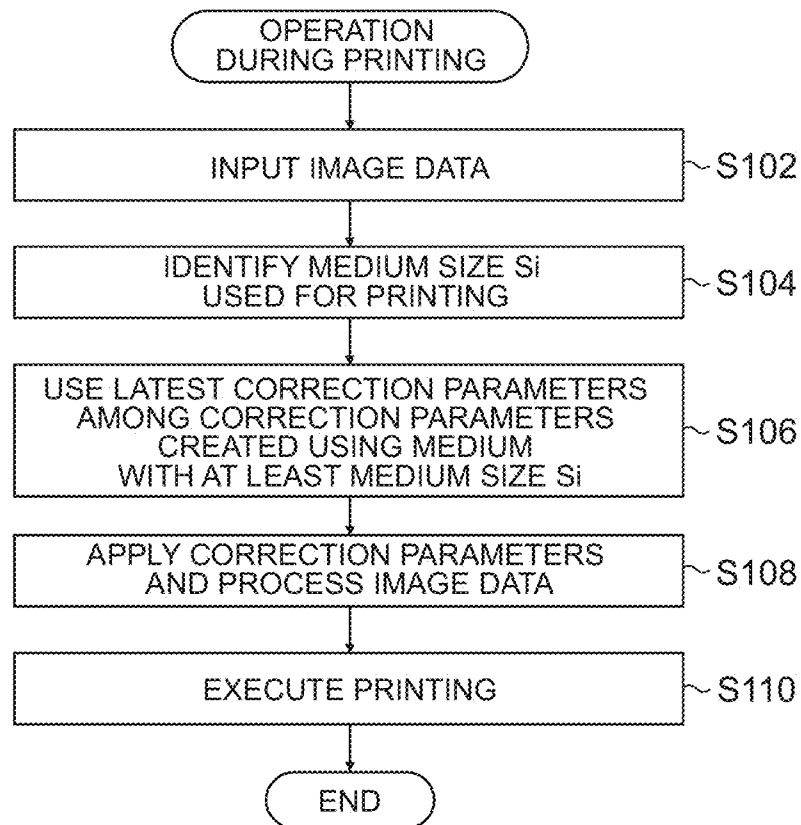 OPERATION
DURING PRINTING
INPUT IMAGE DATA
S102
IDENTIFY MEDIUM SIZE Si
USED FOR PRINTING
S104
USE LATEST CORRECTION PARAMETERS
AMONG CORRECTION PARAMETERS
CREATED USING MEDIUM
WITH AT LEAST MEDIUM SIZE Si
S106
APPLY CORRECTION PARAMETERS
AND PROCESS IMAGE DATA
S108
EXECUTE PRINTING
S110
END